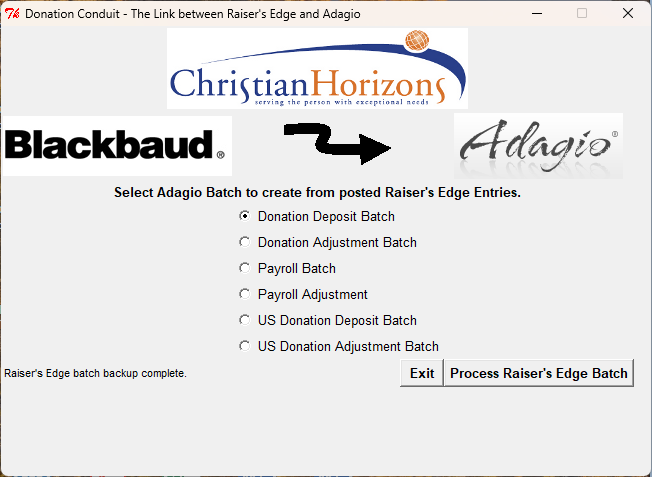 Donation Conduit - The Link between Raiser's Edge and Adagio
ChristianHorizons
serving the person with exceptional needs
Blackbaud®
Adagio®
Select Adagio Batch to create from posted Raiser's Edge Entries.
Donation Deposit Batch
Donation Adjustment Batch
Payroll Batch
Payroll Adjustment
US Donation Deposit Batch
US Donation Adjustment Batch
Raiser's Edge batch backup complete.
Exit
Process Raiser's Edge Batch